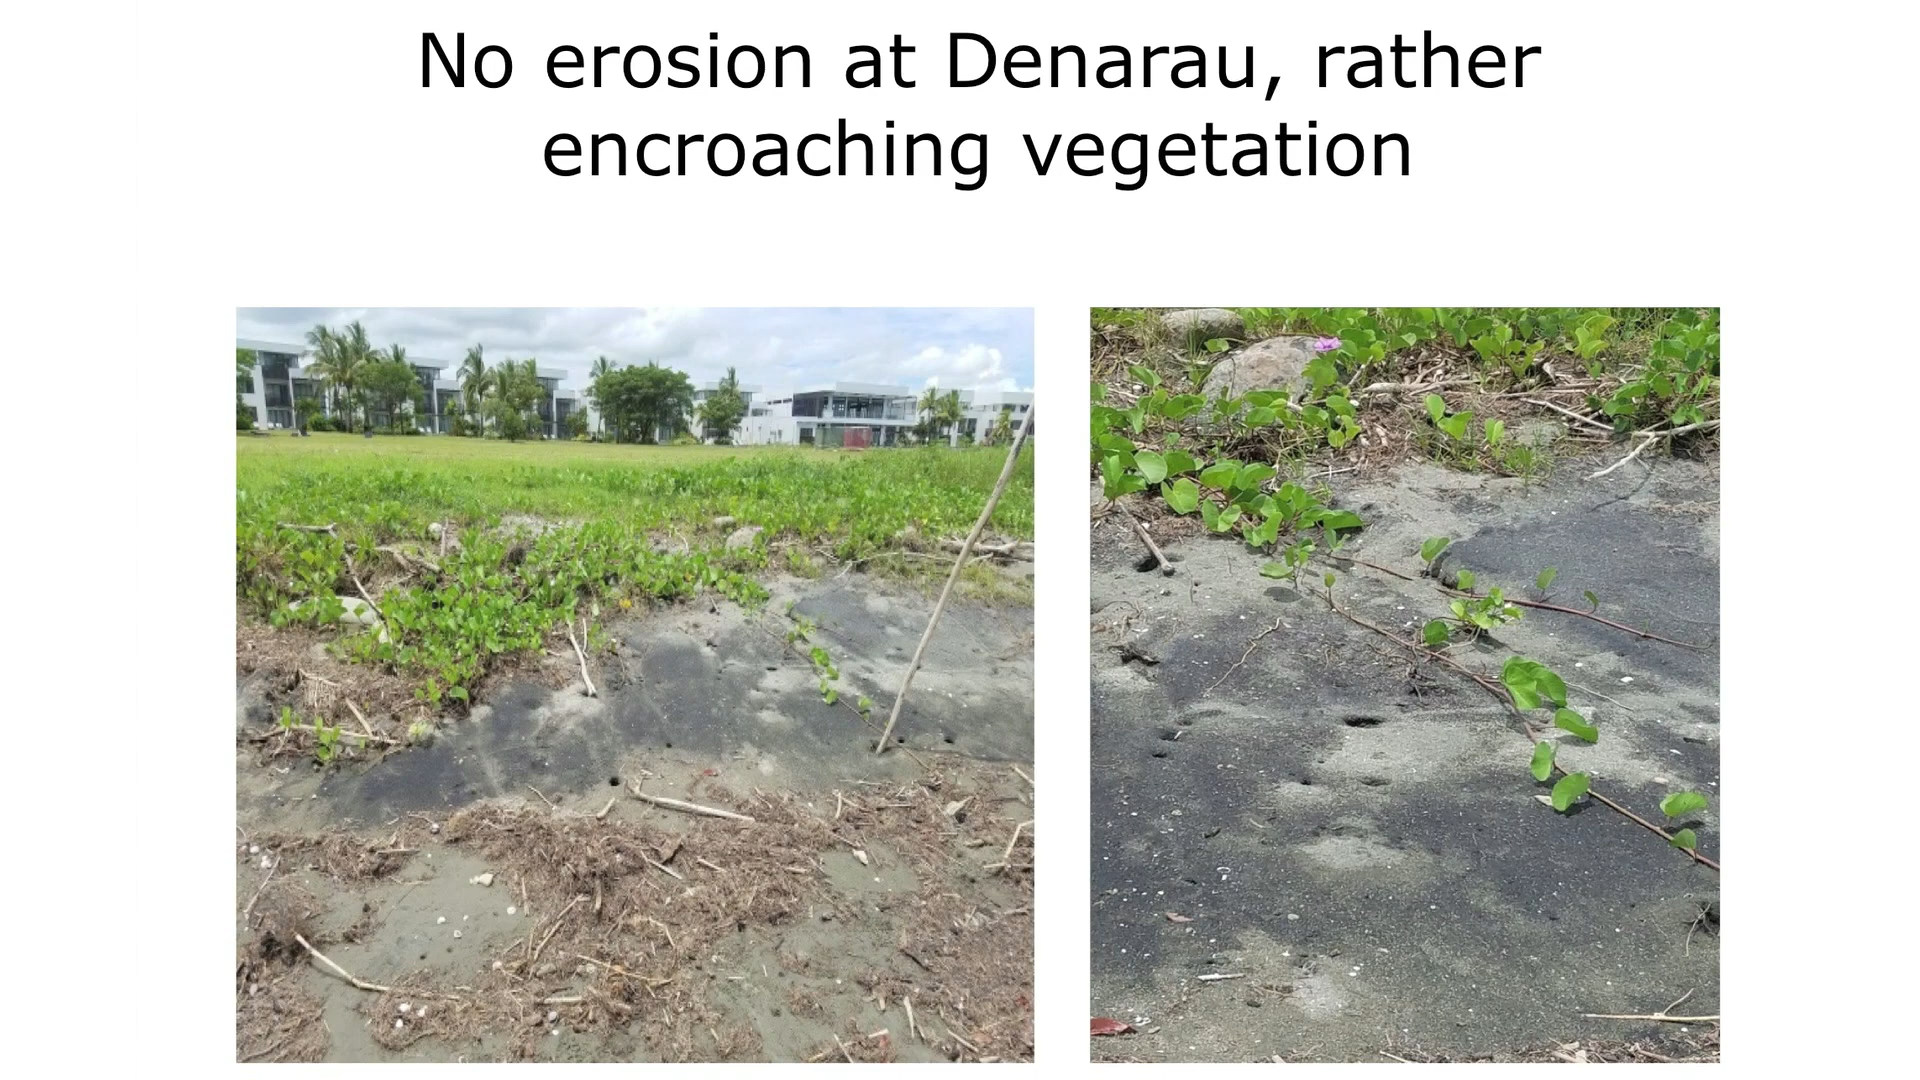 No erosion at Denarau, rather
encroaching vegetation